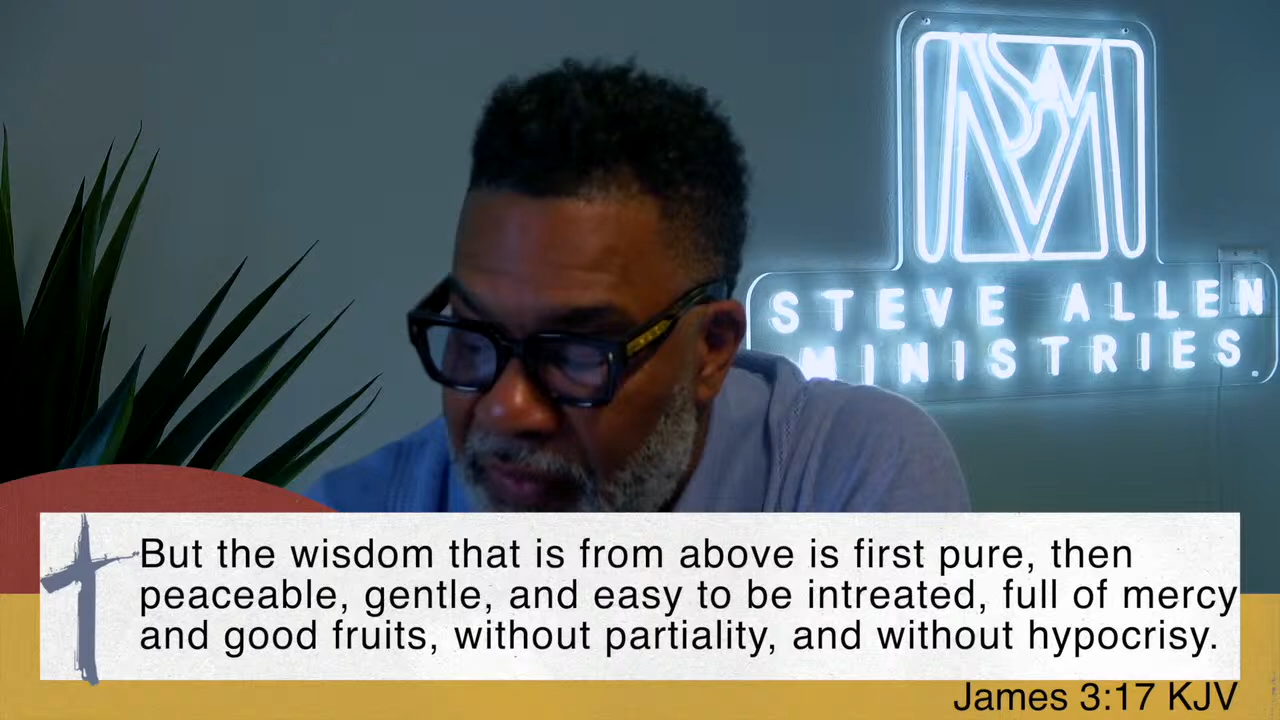 STEVE ALLEN
MINISTRIES.
But the wisdom that is from above is first pure, then
peaceable, gentle, and easy to be intreated, full of mercy
and good fruits, without partiality, and without hypocrisy.
James 3:17 KJV